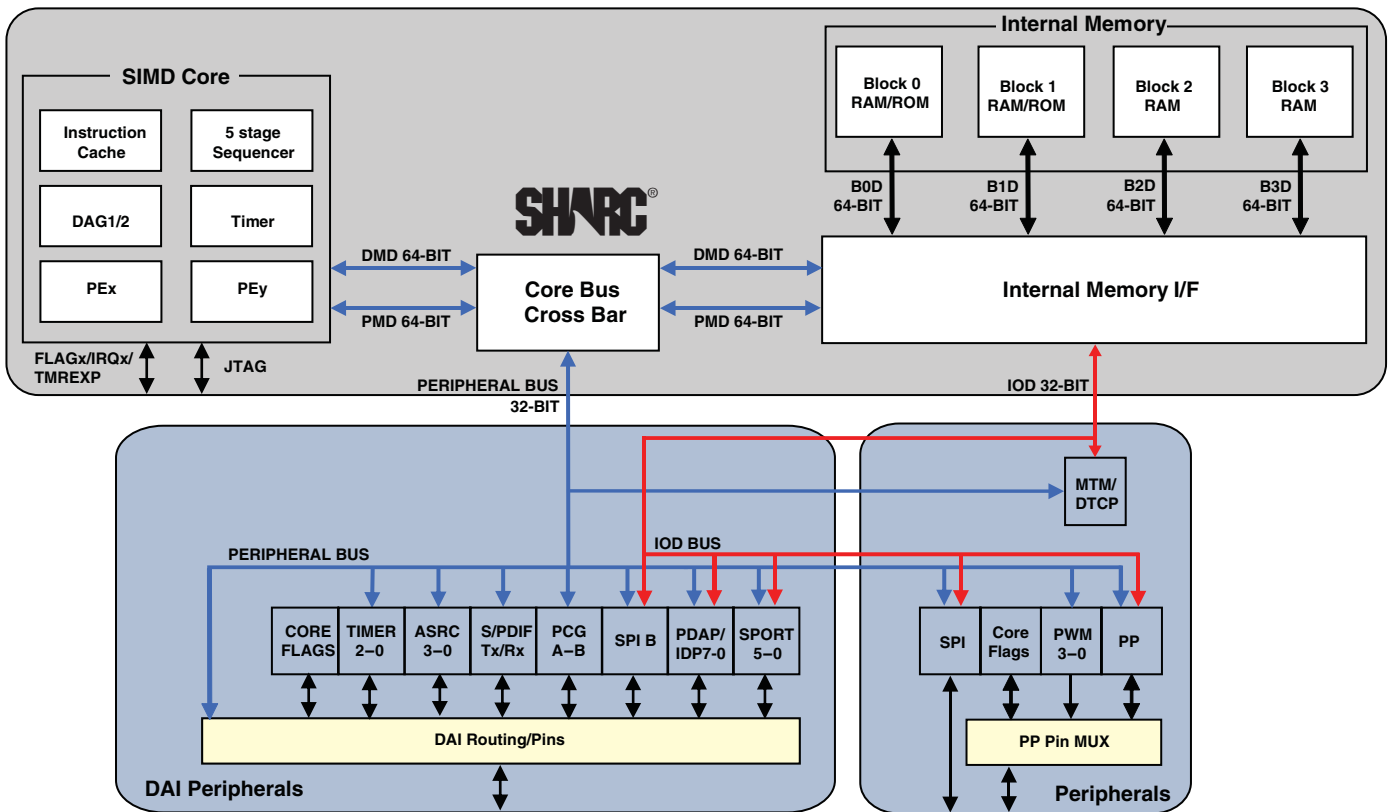 Internal Memory
SIMD Core
Block 0
RAM/ROM
Block 1
RAM/ROM
Block 2
RAM
Block 3
RAM
Instruction
Cache
5 stage
Sequencer
DAG1/2
Timer
PEx
PEy
SHARC®
B0D
64-BIT
B1D
64-BIT
B2D
64-BIT
B3D
64-BIT
DMD 64-BIT
PMD 64-BIT
Core Bus
Cross Bar
DMD 64-BIT
PMD 64-BIT
Internal Memory I/F
FLAGx/IRQx/
TMREXP
JTAG
PERIPHERAL BUS
32-BIT
IOD 32-BIT
MTM/
DTCP
PERIPHERAL BUS
IOD BUS
CORE
FLAGS
TIMER
2–0
ASRC
3–0
S/PDIF
Tx/Rx
PCG
A–B
SPI B
PDAP/
IDP7-0
SPORT
5–0
SPI
Core
Flags
PWM
3–0
PP
DAI Routing/Pins
PP Pin MUX
DAI Peripherals
Peripherals